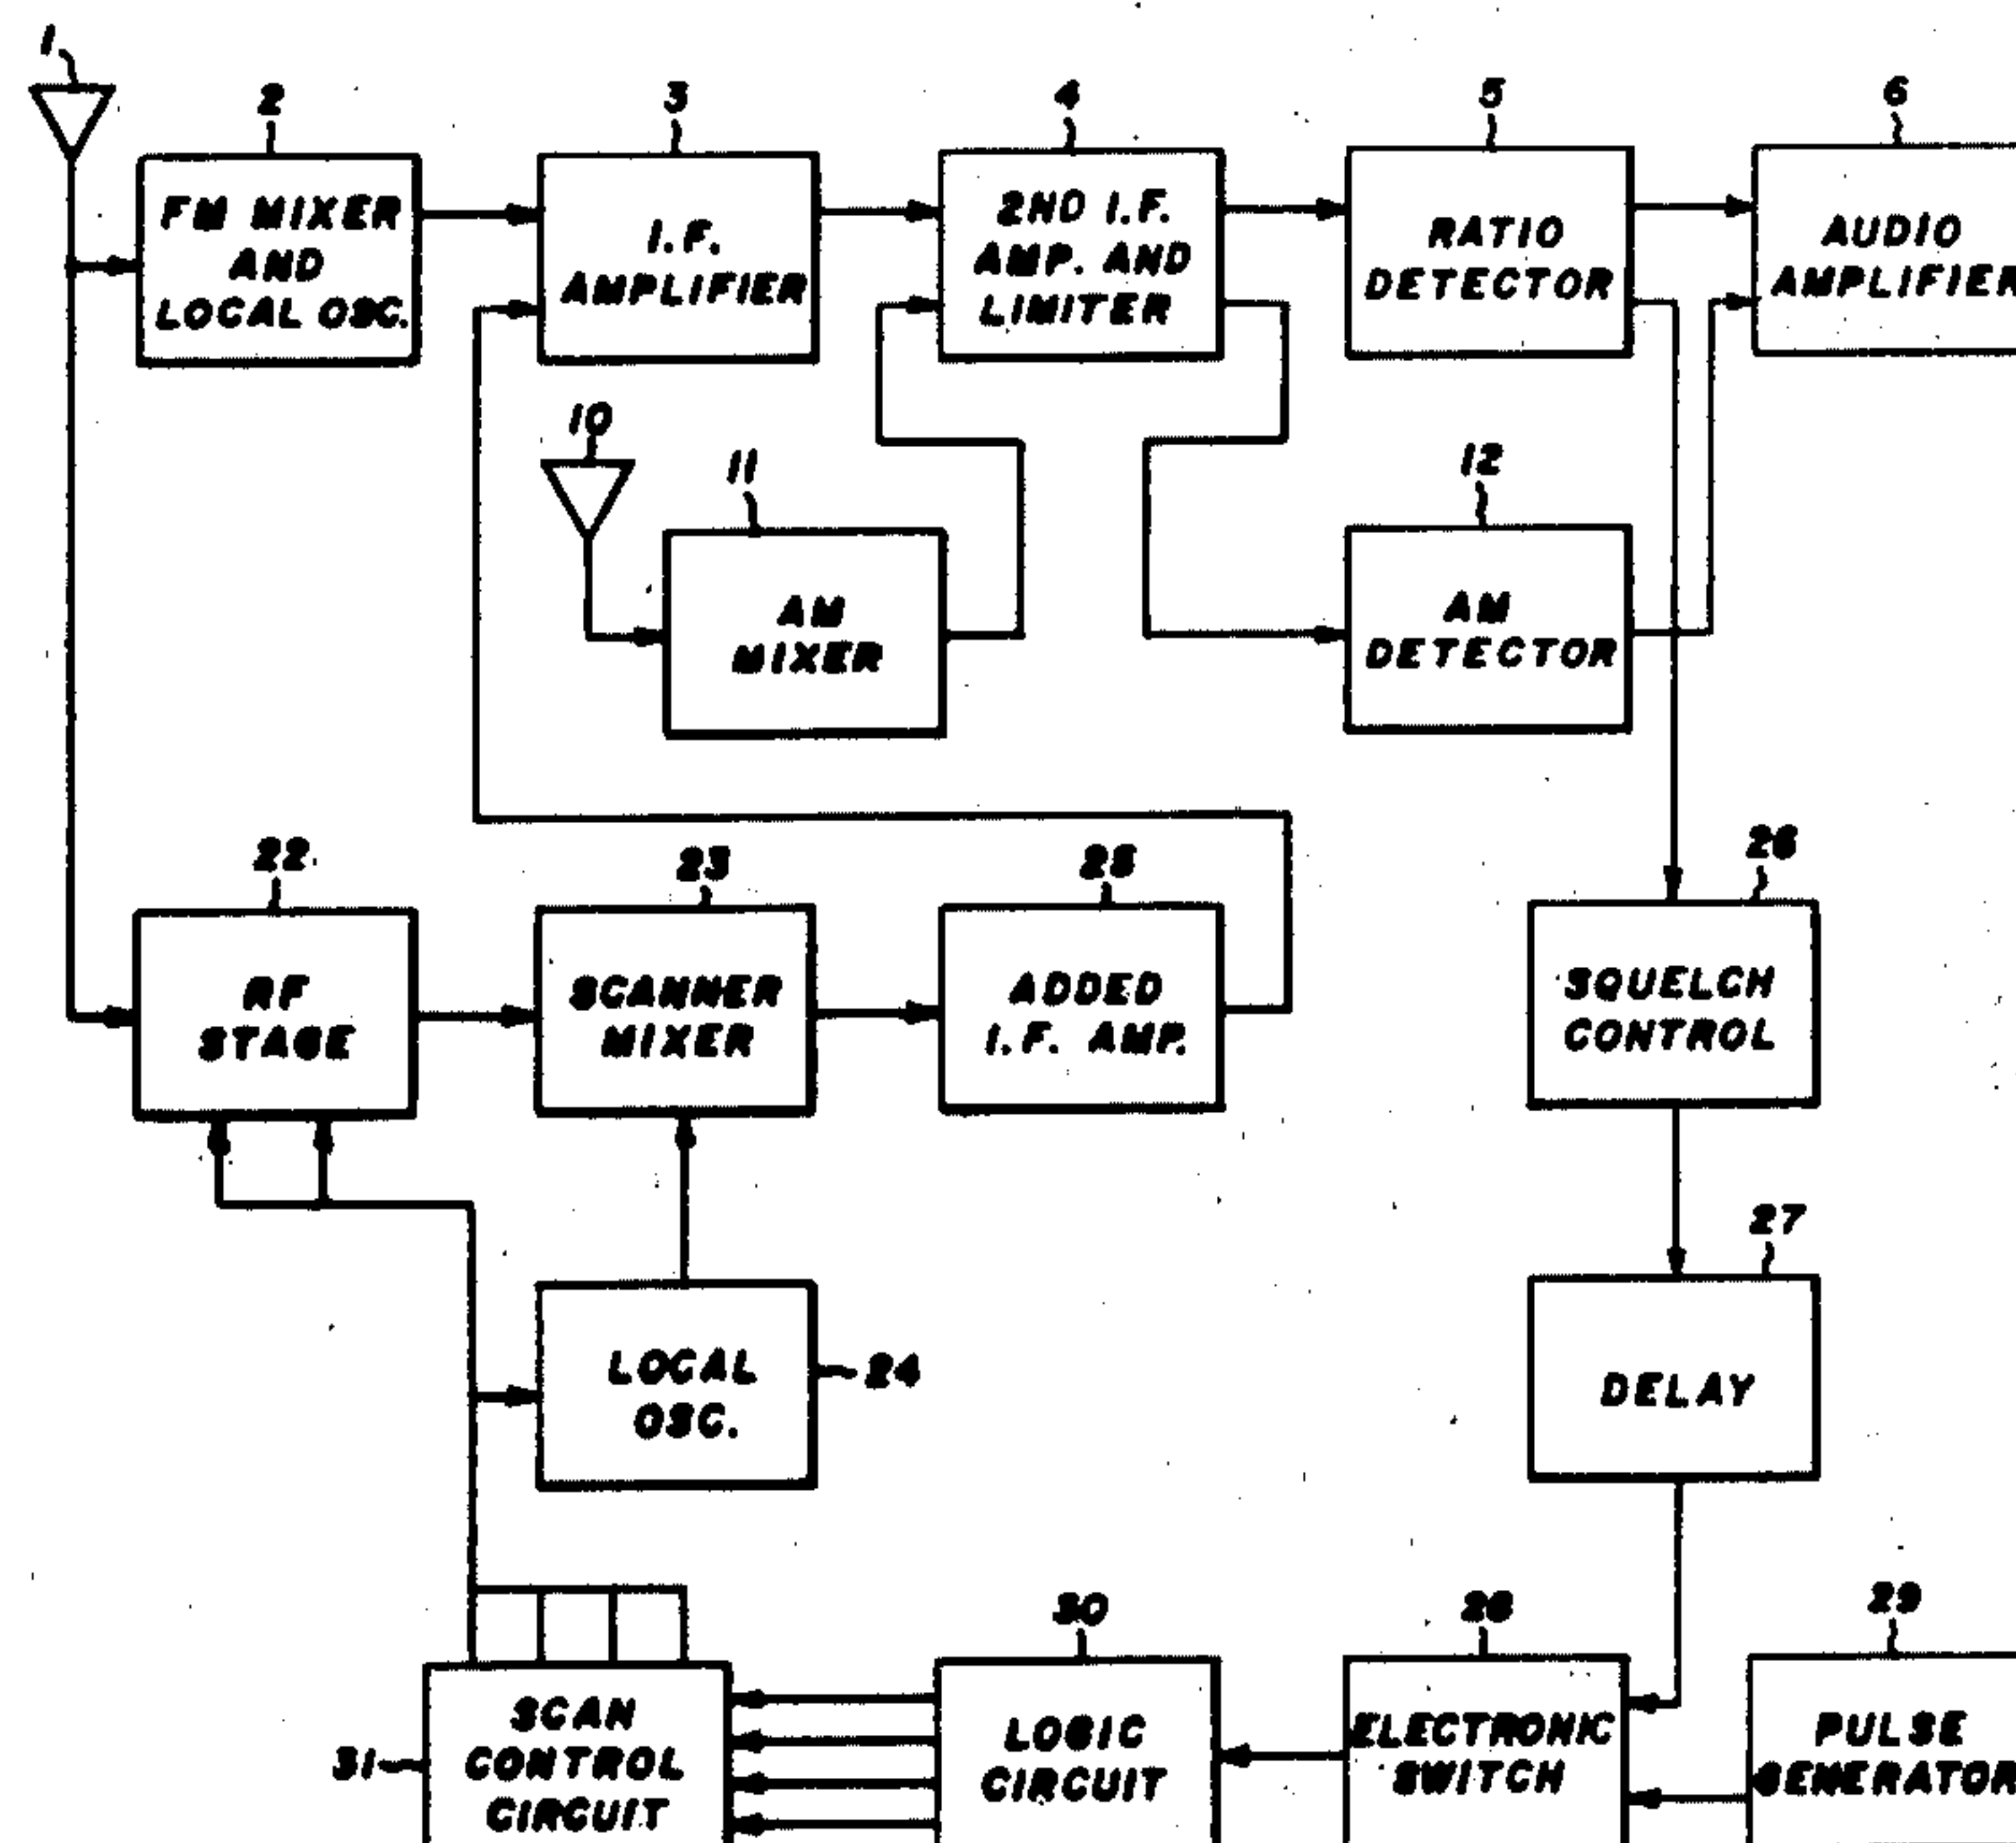 1
2
3
4
5
6
FM MIXER
AND
LOCAL OSC.
I.F.
AMPLIFIER
2ND I.F.
AMP. AND
LIMITER
RATIO
DETECTOR
AUDIO
AMPLIFIER
10
11
12
AM
MIXER
AM
DETECTOR
22
23
25
26
RF
STAGE
SCANNER
MIXER
ADDED
I.F. AMP.
SQUELCH
CONTROL
27
LOCAL
OSC.
24
DELAY
30
28
29
31
SCAN
CONTROL
CIRCUIT
LOGIC
CIRCUIT
ELECTRONIC
SWITCH
PULSE
GENERATOR